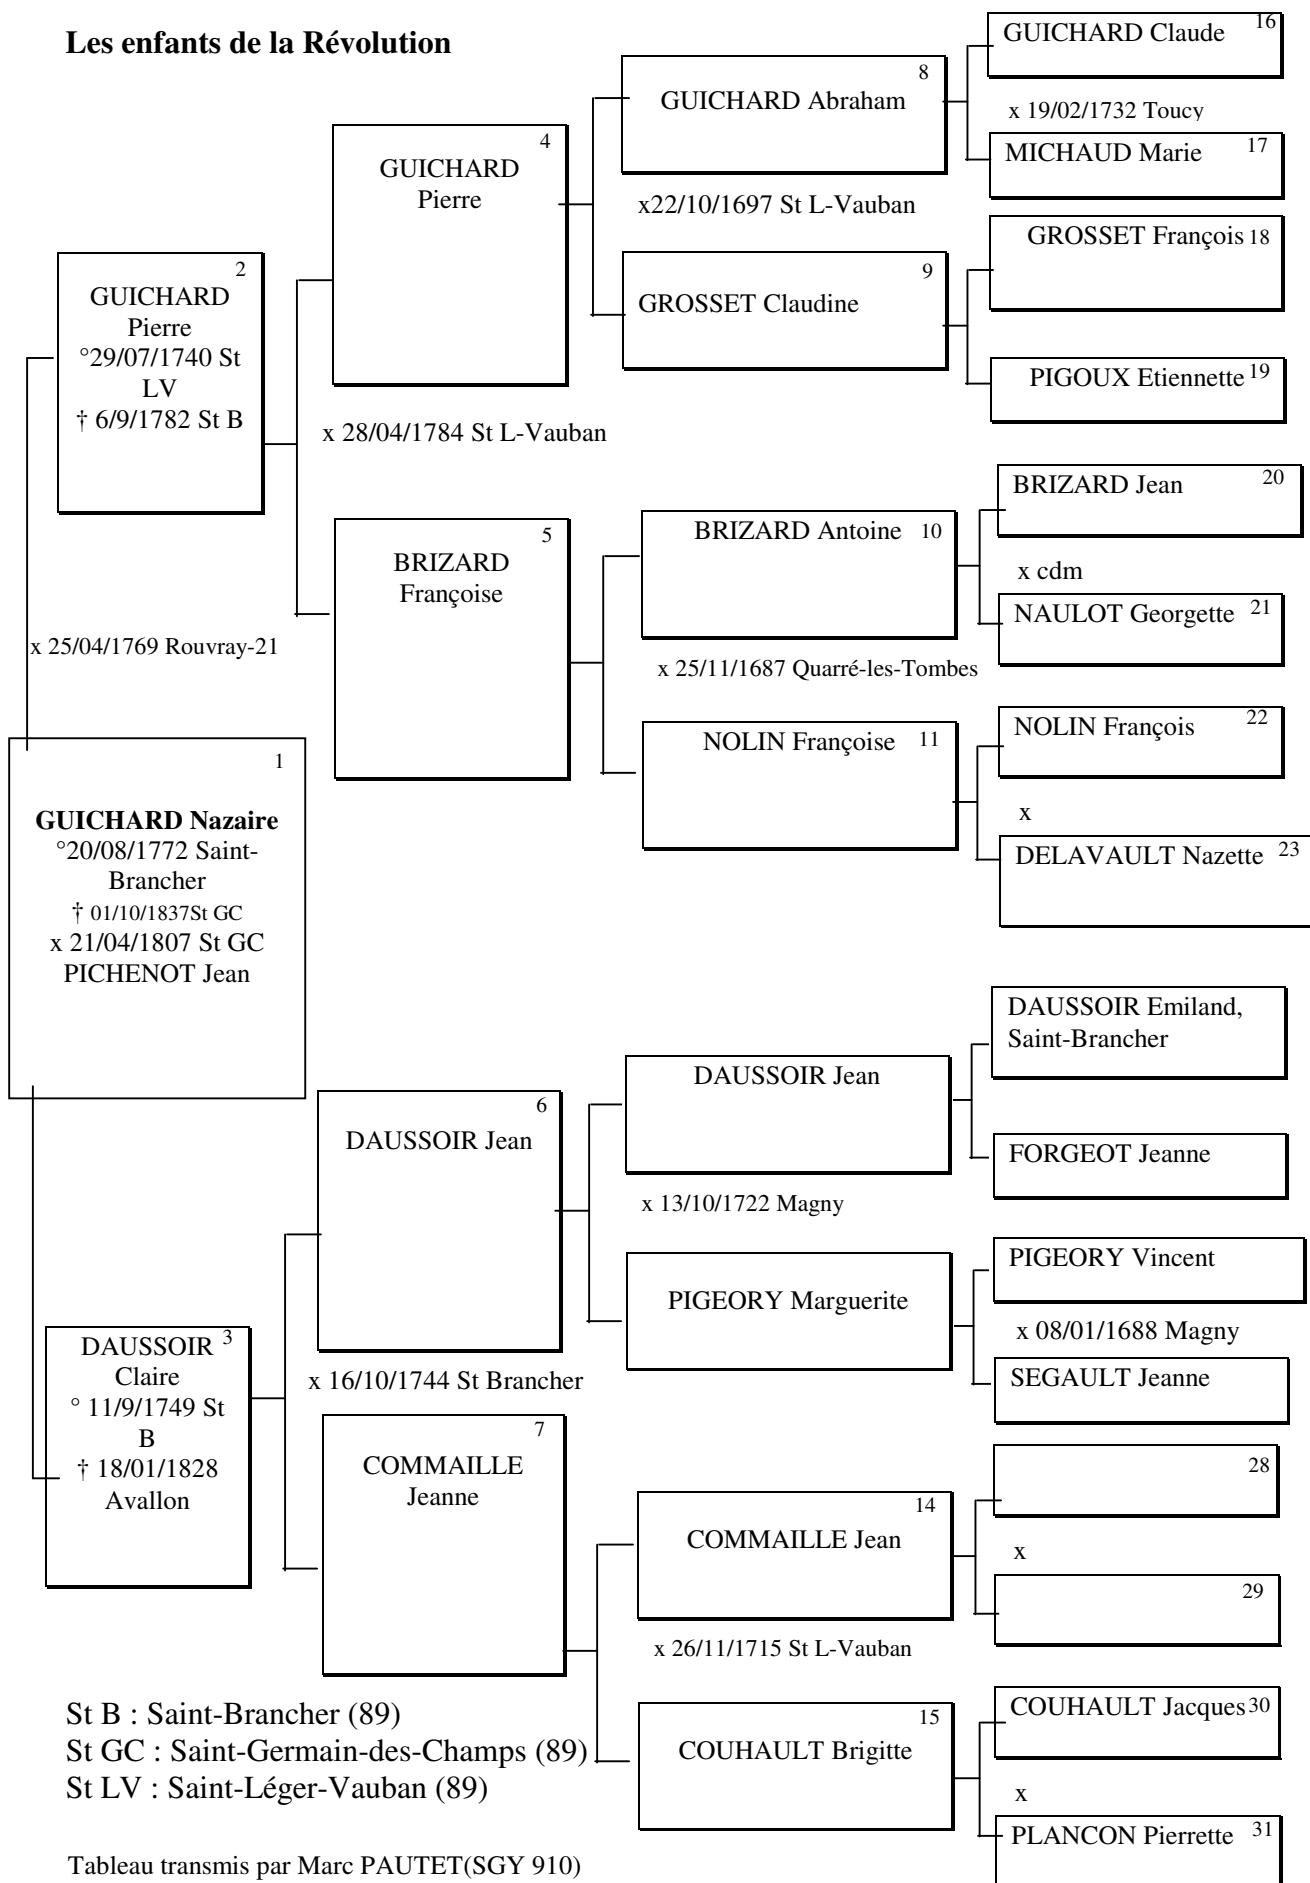 Les enfants de la Révolution
16
GUICHARD Claude
x 19/02/1732 Toucy
MICHAUD Marie 17
8
GUICHARD Abraham
x22/10/1697 St L-Vauban
9
GROSSET Claudine
GROSSET François 18
PIGOUX Etiennette 19
4
GUICHARD
Pierre
x 28/04/1784 St L-Vauban
5
BRIZARD
Françoise
BRIZARD Antoine 10
x 25/11/1687 Quarré-les-Tombes
NOLIN Françoise 11
BRIZARD Jean 20
x cdm
NAULOT Georgette 21
NOLIN François 22
x
DELAVAULT Nazette 23
2
GUICHARD
Pierre
°29/07/1740 St
LV
† 6/9/1782 St B
x 25/04/1769 Rouvray-21
1
GUICHARD Nazaire
°20/08/1772 Saint-
Brancher
† 01/10/1837St GC
x 21/04/1807 St GC
PICHENOT Jean
DAUSSOIR 3
Claire
° 11/9/1749 St
B
† 18/01/1828
Avallon
6
DAUSSOIR Jean
x 16/10/1744 St Brancher
7
COMMAILLE
Jeanne
DAUSSOIR Jean
x 13/10/1722 Magny
PIGEORY Marguerite
DAUSSOIR Emiland,
Saint-Brancher
FORGEOT Jeanne
PIGEORY Vincent
x 08/01/1688 Magny
SEGAULT Jeanne
14
COMMAILLE Jean
x 26/11/1715 St L-Vauban
15
COUHAULT Brigitte
28
x
29
COUHAULT Jacques 30
x
PLANCON Pierrette 31
St B : Saint-Brancher (89)
St GC : Saint-Germain-des-Champs (89)
St LV : Saint-Léger-Vauban (89)
Tableau transmis par Marc PAUTET(SGY 910)